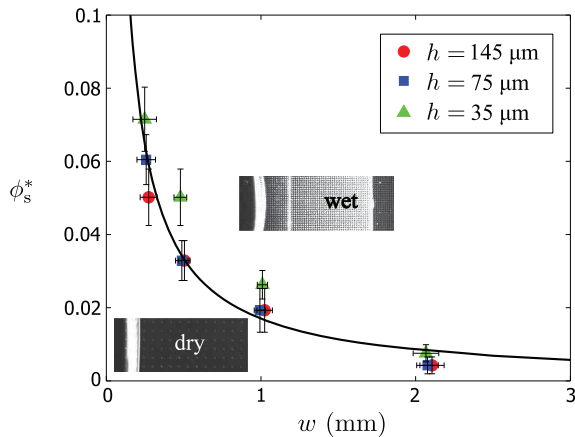 0.1
0.08
0.06
0.04
0.02
0
ϕs*
h = 145 μm
h = 75 μm
h = 35 μm
wet
dry
0 1 2 3
w (mm)